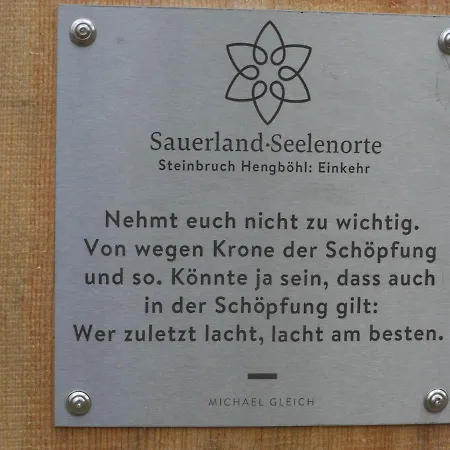 Sauerland·Seelenorte
Steinbruch Hengböhl: Einkehr
Nehmt euch nicht zu wichtig.
Von wegen Krone der Schöpfung
und so. Könnte ja sein, dass auch
in der Schöpfung gilt:
Wer zuletzt lacht, lacht am besten.
MICHAEL GLEICH